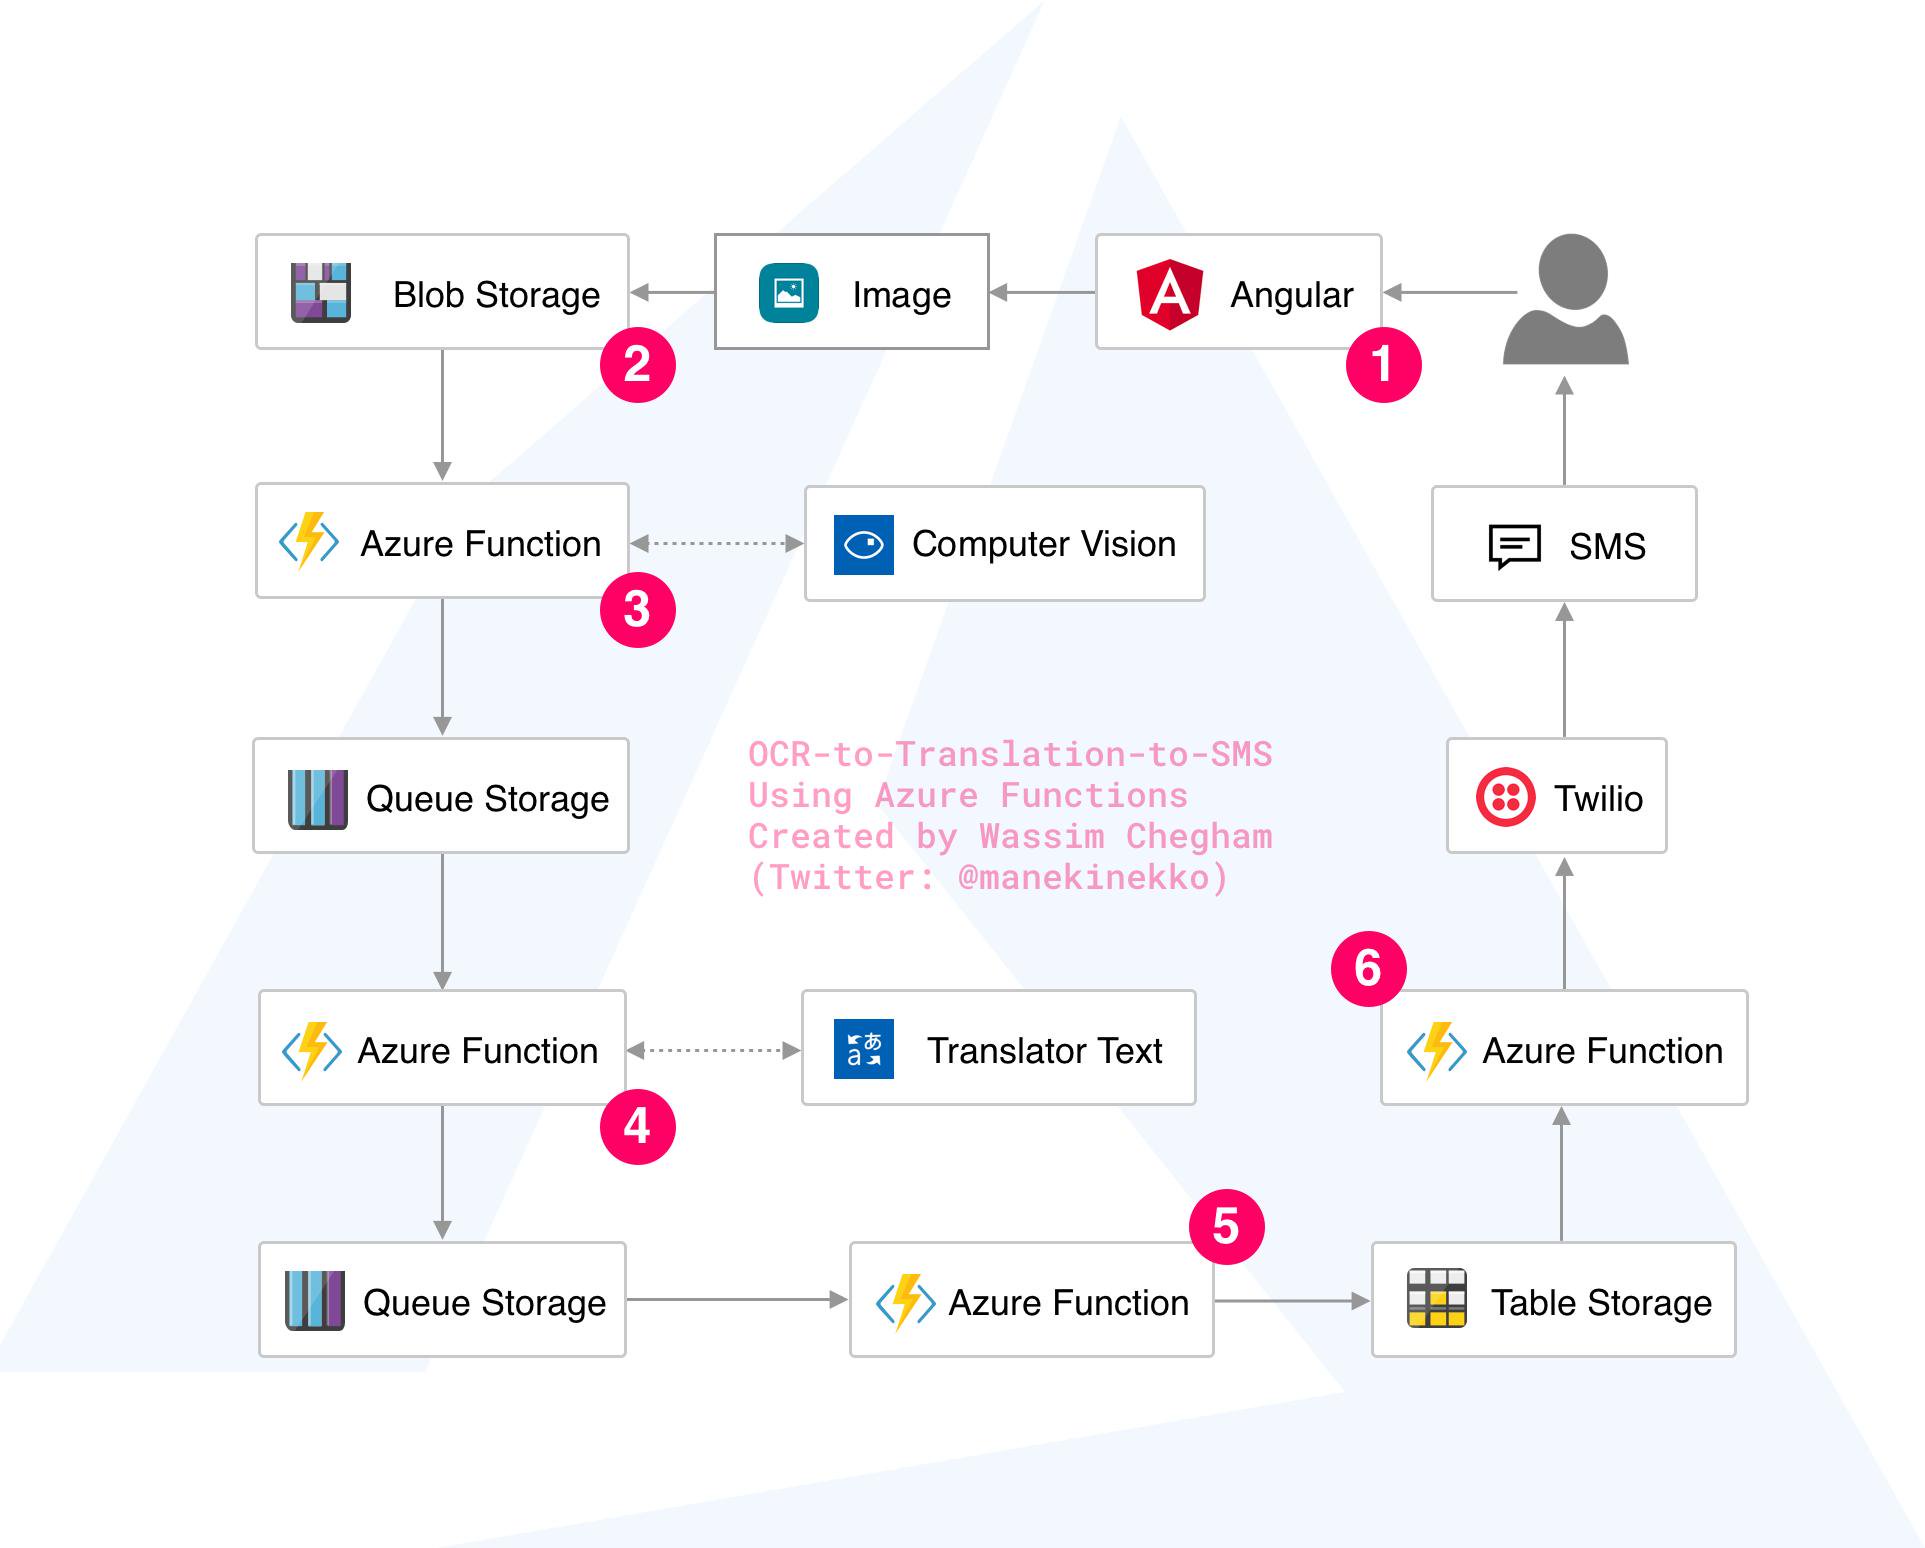 Blob Storage
Image
Angular
2
1
Azure Function
Computer Vision
SMS
3
Queue Storage
OCR-to-Translation-to-SMS
Using Azure Functions
Created by Wassim Chegham
(Twitter: @manekinekko)
Twilio
6
Azure Function
Translator Text
Azure Function
4
5
Queue Storage
Azure Function
Table Storage